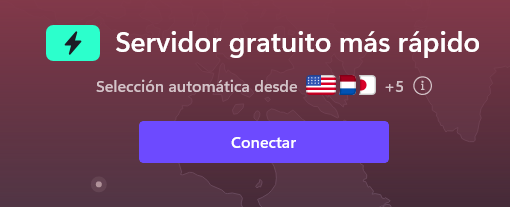 Servidor gratuito más rápido
Selección automática desde +5
Conectar